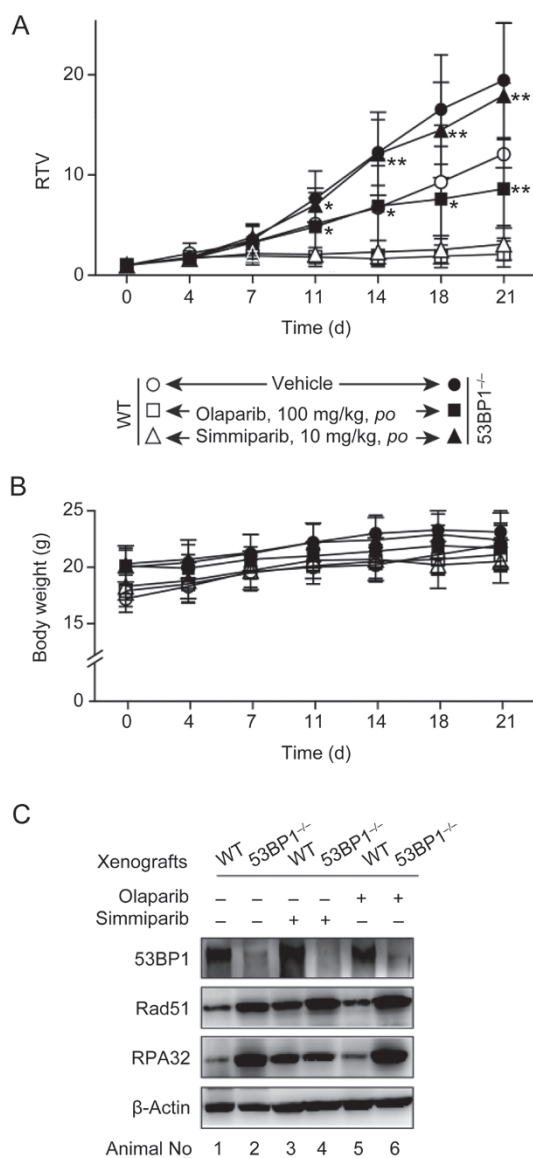 A
20
10
0
RTV
**
**
**
*
*
*
*
**
0 4 7 11 14 18 21
Time (d)
WT
Vehicle
Olaparib, 100 mg/kg, po
Simmiparib, 10 mg/kg, po
53BP1⁻/⁻
B
25
20
15
0
Body weight (g)
0 4 7 11 14 18 21
Time (d)
C
Xenografts WT 53BP1⁻/⁻ WT 53BP1⁻/⁻ WT 53BP1⁻/⁻
Olaparib – – – – + +
Simmiparib – – + + – –
53BP1
Rad51
RPA32
β-Actin
Animal No 1 2 3 4 5 6